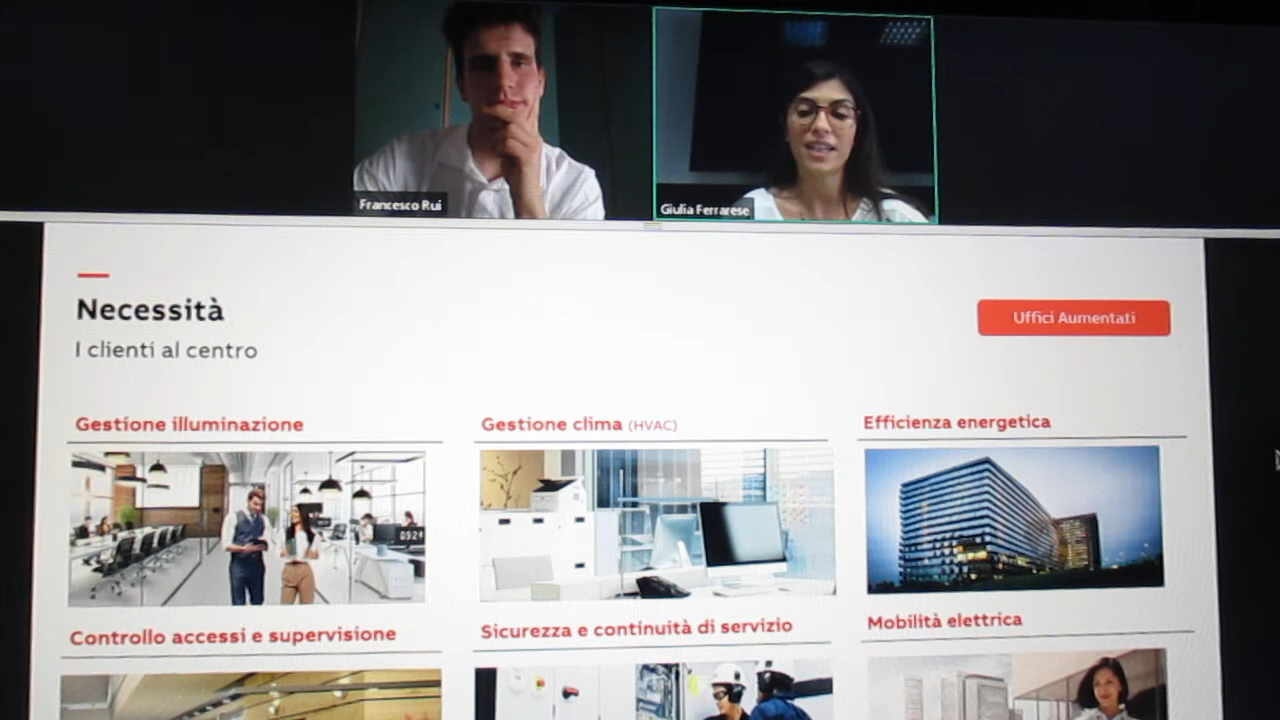 Francesco Rui
Giulia Ferrarese
Necessità
I clienti al centro
Uffici Aumentati
Gestione illuminazione
Gestione clima (HVAC)
Efficienza energetica
Controllo accessi e supervisione
Sicurezza e continuità di servizio
Mobilità elettrica